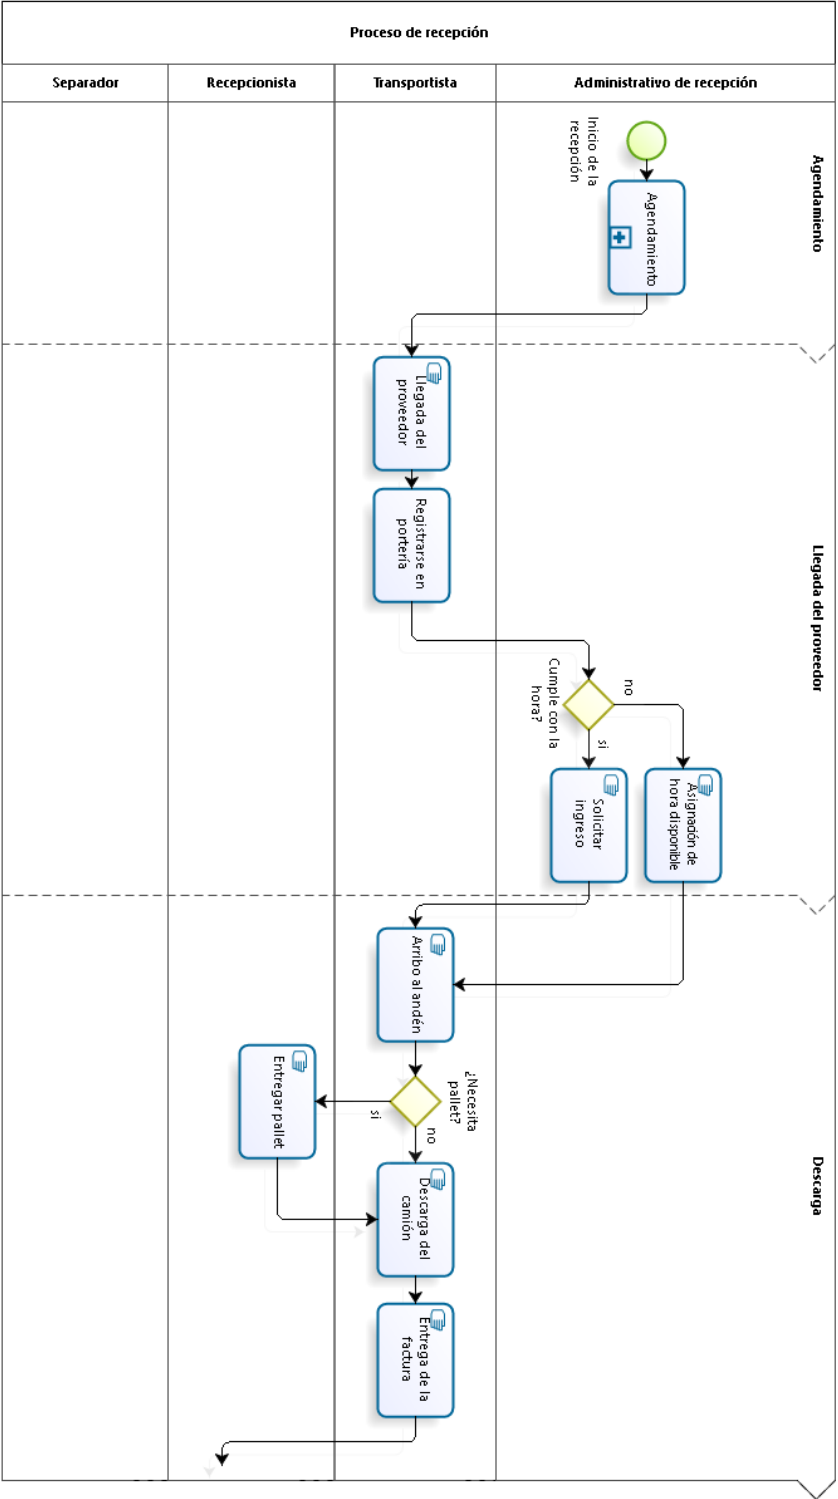 Proceso de recepción
Separador
Recepcionista
Transportista
Administrativo de recepción
Agendamiento
Inicio de la
recepción
Agendamiento
Llegada del proveedor
Llegada del
proveedor
Registrarse en
portería
Cumple con la
hora?
no
si
Asignación de
hora disponible
Solicitar
ingreso
Descarga
Arribo al andén
¿Necesita
pallet?
si
no
Entregar pallet
Descarga del
camión
Entrega de la
factura